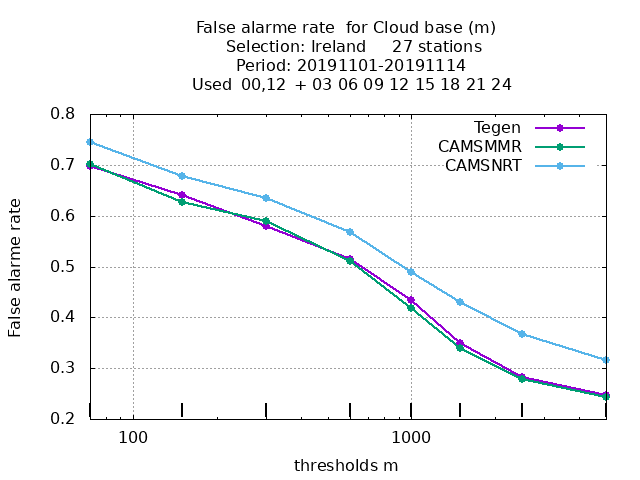 False alarme rate  for Cloud base (m)
Selection: Ireland     27 stations
Period: 20191101-20191114
Used  00,12  + 03 06 09 12 15 18 21 24
Tegen
CAMSMMR
CAMSNRT
False alarme rate
0.8
0.7
0.6
0.5
0.4
0.3
0.2
100
1000
thresholds m